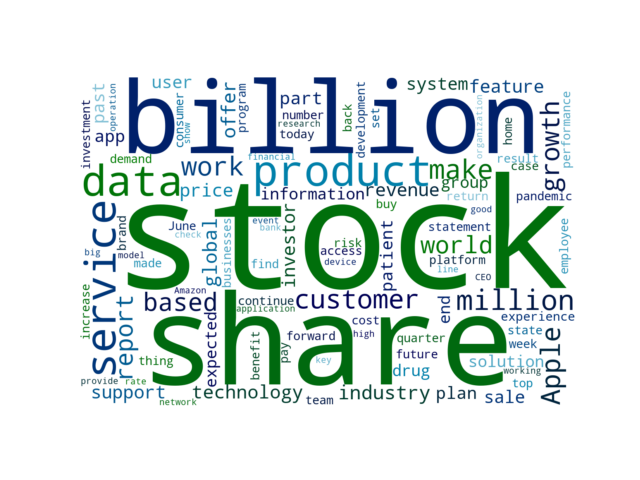 billion
stock
share
product
data
service
million
customer
Apple
growth
work
make
world
based
report
technology
industry
support
system
feature
user
offer
part
past
app
investment
operation
consumer
show
program
number
research
today
back
development
set
organization
home
performance
result
case
demand
price
financial
information
revenue
group
return
pandemic
buy
good
June
check
global
businesses
event
bank
investor
risk
access
device
patient
statement
platform
line
CEO
employee
brand
model
big
made
find
Amazon
continue
application
end
experience
increase
expected
cost
high
forward
quarter
state
week
thing
benefit
pay
key
future
drug
solution
working
top
provide
rate
network
team
plan
sale